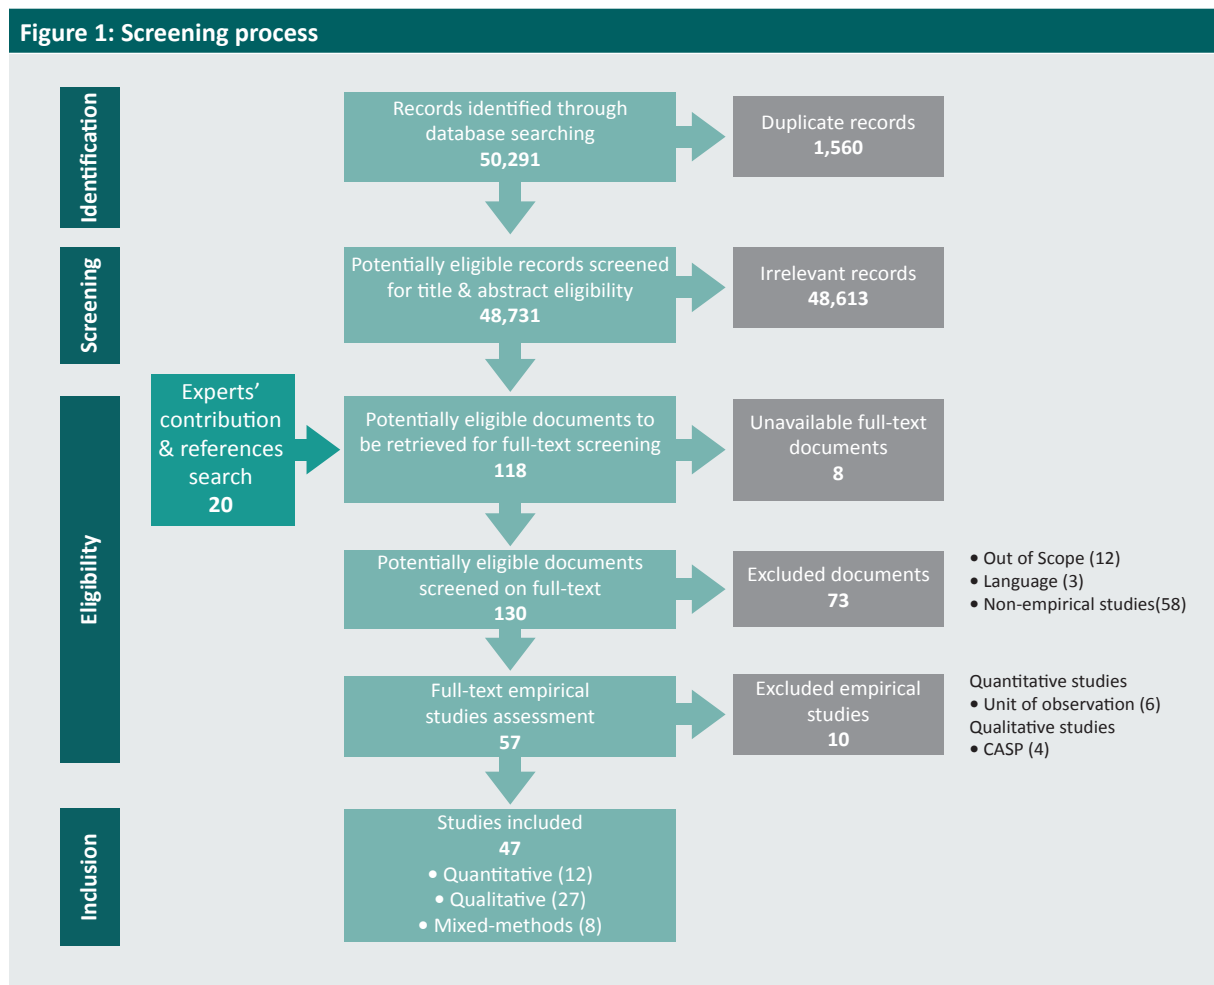 Figure 1: Screening process
Identification
Records identified through
database searching
50,291
Duplicate records
1,560
Screening
Potentially eligible records screened
for title & abstract eligibility
48,731
Irrelevant records
48,613
Eligibility
Experts’
contribution
& references
search
20
Potentially eligible documents to
be retrieved for full-text screening
118
Unavailable full-text
documents
8
Potentially eligible documents
screened on full-text
130
Excluded documents
73
• Out of Scope (12)
• Language (3)
• Non-empirical studies(58)
Full-text empirical
studies assessment
57
Excluded empirical
studies
10
Quantitative studies
• Unit of observation (6)
Qualitative studies
• CASP (4)
Inclusion
Studies included
47
• Quantitative (12)
• Qualitative (27)
• Mixed-methods (8)